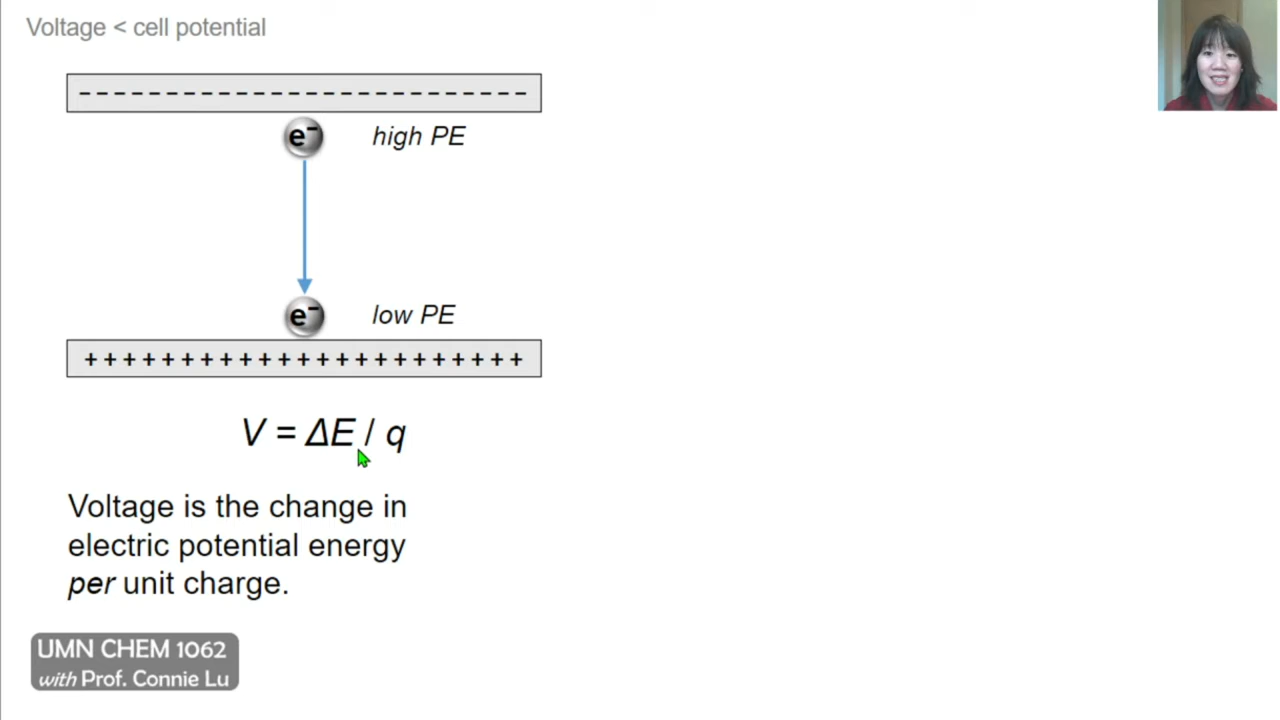 Voltage < cell potential
– – – – – – – – – – – – – – – – – – – – – – – – –
e⁻ high PE
e⁻ low PE
+ + + + + + + + + + + + + + + + + + + + + + +
V = ΔE / q
Voltage is the change in
electric potential energy
per unit charge.
UMN CHEM 1062
with Prof. Connie Lu